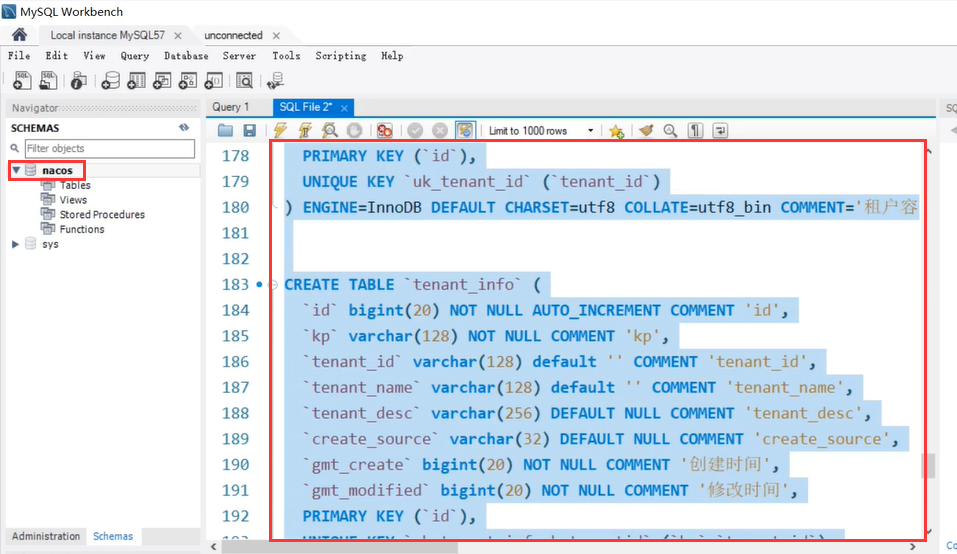 MySQL Workbench
Local instance MySQL57 unconnected
File Edit View Query Database Server Tools Scripting Help
Navigator
SCHEMAS
Filter objects
nacos
Tables
Views
Stored Procedures
Functions
sys
Administration Schemas
Query 1 SQL File 2* SQ
Limit to 1000 rows
178 PRIMARY KEY (`id`),
179 UNIQUE KEY `uk_tenant_id` (`tenant_id`)
180 ) ENGINE=InnoDB DEFAULT CHARSET=utf8 COLLATE=utf8_bin COMMENT='租户容
181
182
183 CREATE TABLE `tenant_info` (
184 `id` bigint(20) NOT NULL AUTO_INCREMENT COMMENT 'id',
185 `kp` varchar(128) NOT NULL COMMENT 'kp',
186 `tenant_id` varchar(128) default '' COMMENT 'tenant_id',
187 `tenant_name` varchar(128) default '' COMMENT 'tenant_name',
188 `tenant_desc` varchar(256) DEFAULT NULL COMMENT 'tenant_desc',
189 `create_source` varchar(32) DEFAULT NULL COMMENT 'create_source',
190 `gmt_create` bigint(20) NOT NULL COMMENT '创建时间',
191 `gmt_modified` bigint(20) NOT NULL COMMENT '修改时间',
192 PRIMARY KEY (`id`),
Co